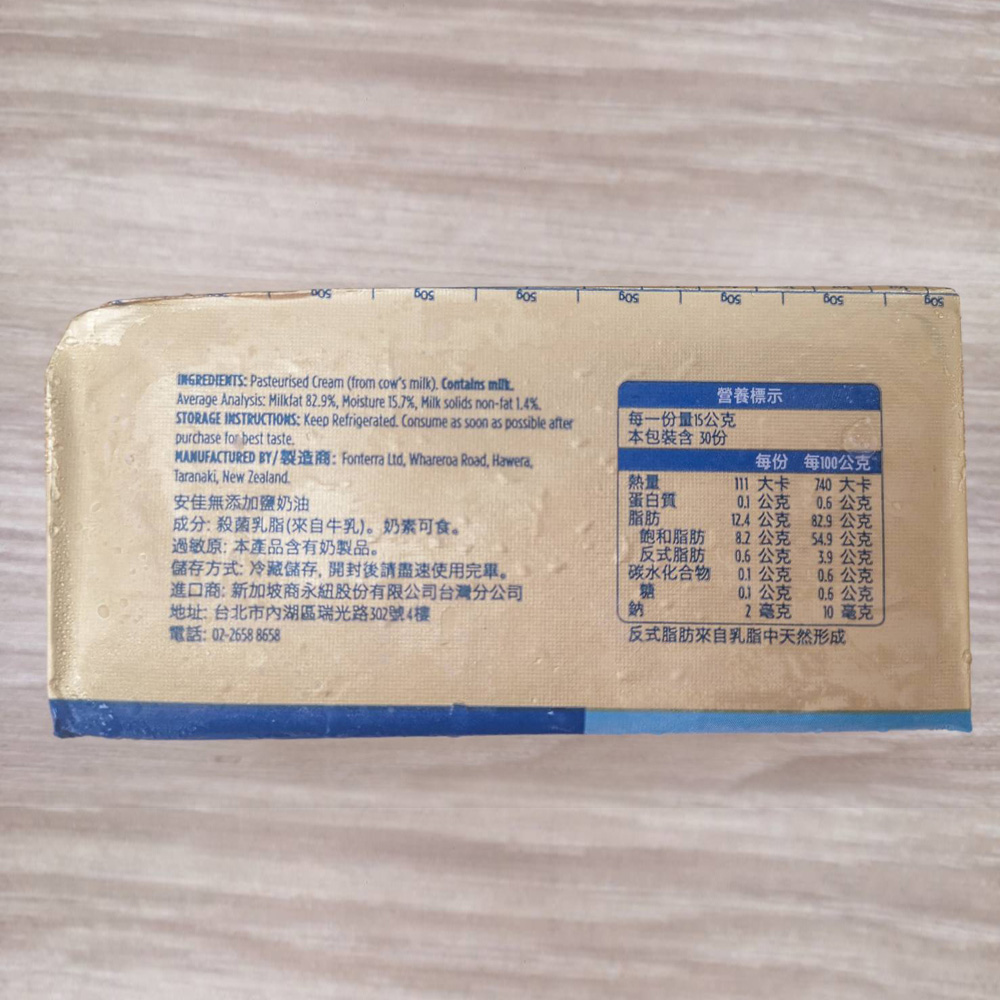 50g 50g 50g 50g 50g 50g 50g
INGREDIENTS: Pasteurised Cream (from cow's milk). Contains milk.
Average Analysis: Milkfat 82.9%, Moisture 15.7%, Milk solids non-fat 1.4%.
STORAGE INSTRUCTIONS: Keep Refrigerated. Consume as soon as possible after
purchase for best taste.
MANUFACTURED BY/製造商: Fonterra Ltd, Whareroa Road, Hawera,
Taranaki, New Zealand.
安佳無添加鹽奶油
成分: 殺菌乳脂(來自牛乳)。奶素可食。
過敏原: 本產品含有奶製品。
儲存方式: 冷藏儲存, 開封後請盡速使用完畢。
進口商: 新加坡商永紐股份有限公司台灣分公司
地址: 台北市內湖區瑞光路302號4樓
電話: 02-2658 8658
營養標示
每一份量15公克
本包裝含 30份
每份 每100公克
熱量 111 大卡 740 大卡
蛋白質 0.1 公克 0.6 公克
脂肪 12.4 公克 82.9 公克
飽和脂肪 8.2 公克 54.9 公克
反式脂肪 0.6 公克 3.9 公克
碳水化合物 0.1 公克 0.6 公克
糖 0.1 公克 0.6 公克
鈉 2 毫克 10 毫克
反式脂肪來自乳脂中天然形成